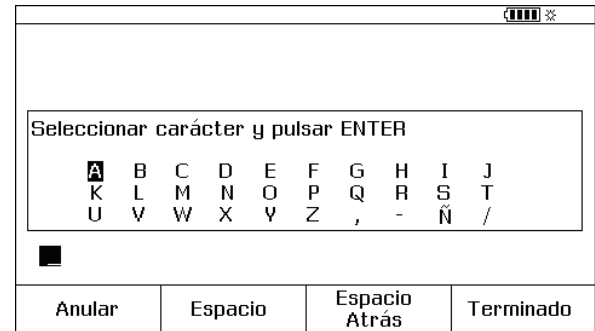 Seleccionar carácter y pulsar ENTER
A B C D E F G H I J
K L M N O P Q R S T
U V W X Y Z , - Ñ /
_
Anular Espacio Espacio Atrás Terminado